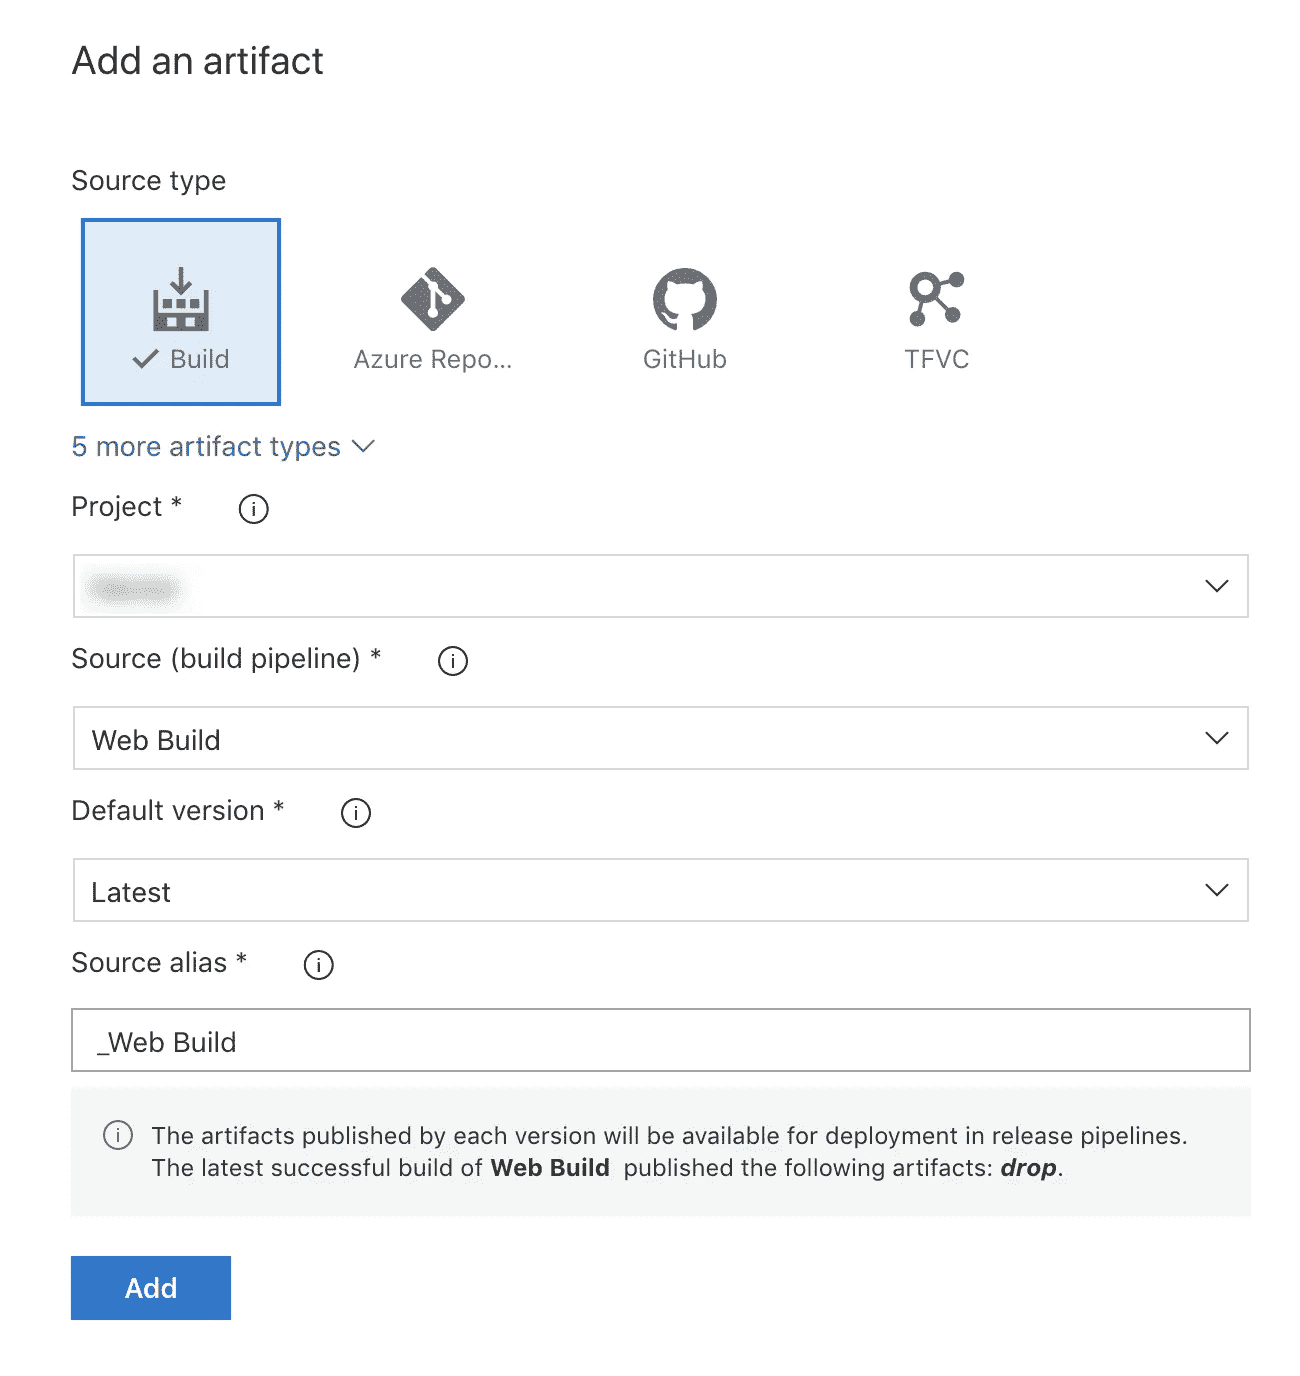 Add an artifact
Source type
Build
Azure Repo...
GitHub
TFVC
5 more artifact types
Project *
Source (build pipeline) *
Web Build
Default version *
Latest
Source alias *
_Web Build
The artifacts published by each version will be available for deployment in release pipelines.
The latest successful build of Web Build published the following artifacts: drop.
Add